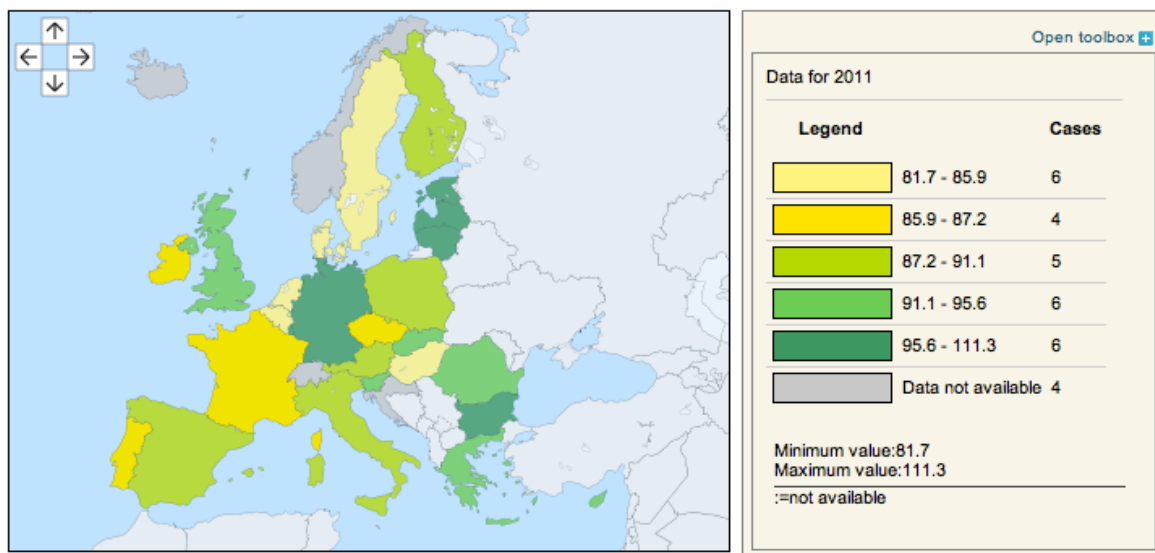 Open toolbox
Data for 2011
Legend Cases
81.7 - 85.9 6
85.9 - 87.2 4
87.2 - 91.1 5
91.1 - 95.6 6
95.6 - 111.3 6
Data not available 4
Minimum value:81.7
Maximum value:111.3
:=not available